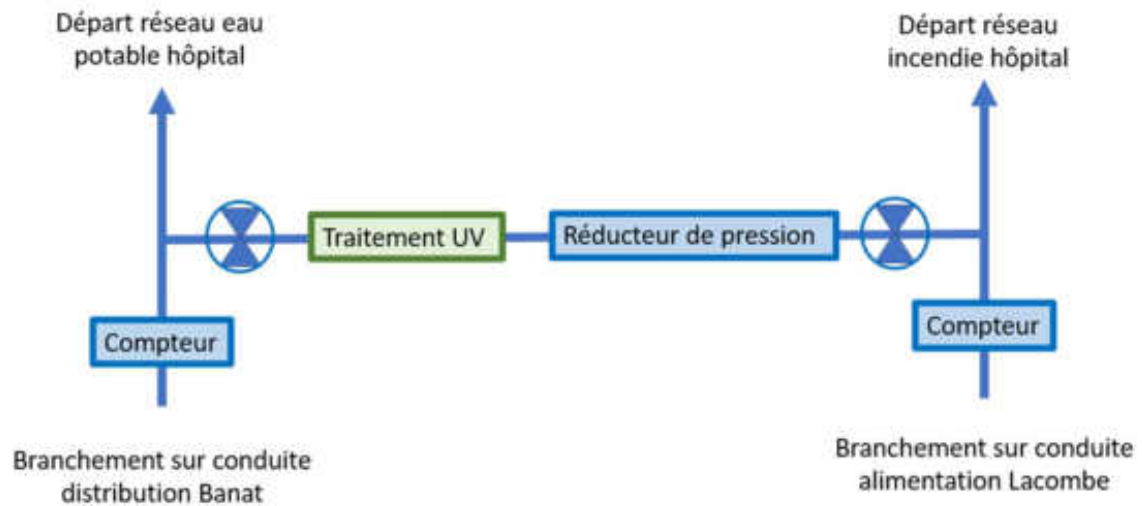 Départ réseau eau
potable hôpital
Départ réseau
incendie hôpital
Traitement UV
Réducteur de pression
Compteur
Compteur
Branchement sur conduite
distribution Banat
Branchement sur conduite
alimentation Lacombe